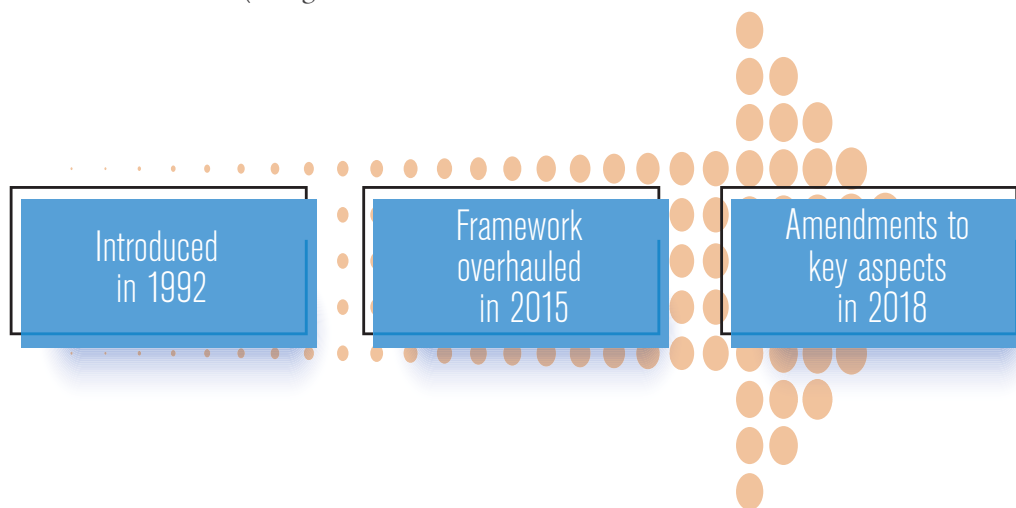 Introduced
in 1992
Framework
overhauled
in 2015
Amendments to
key aspects
in 2018